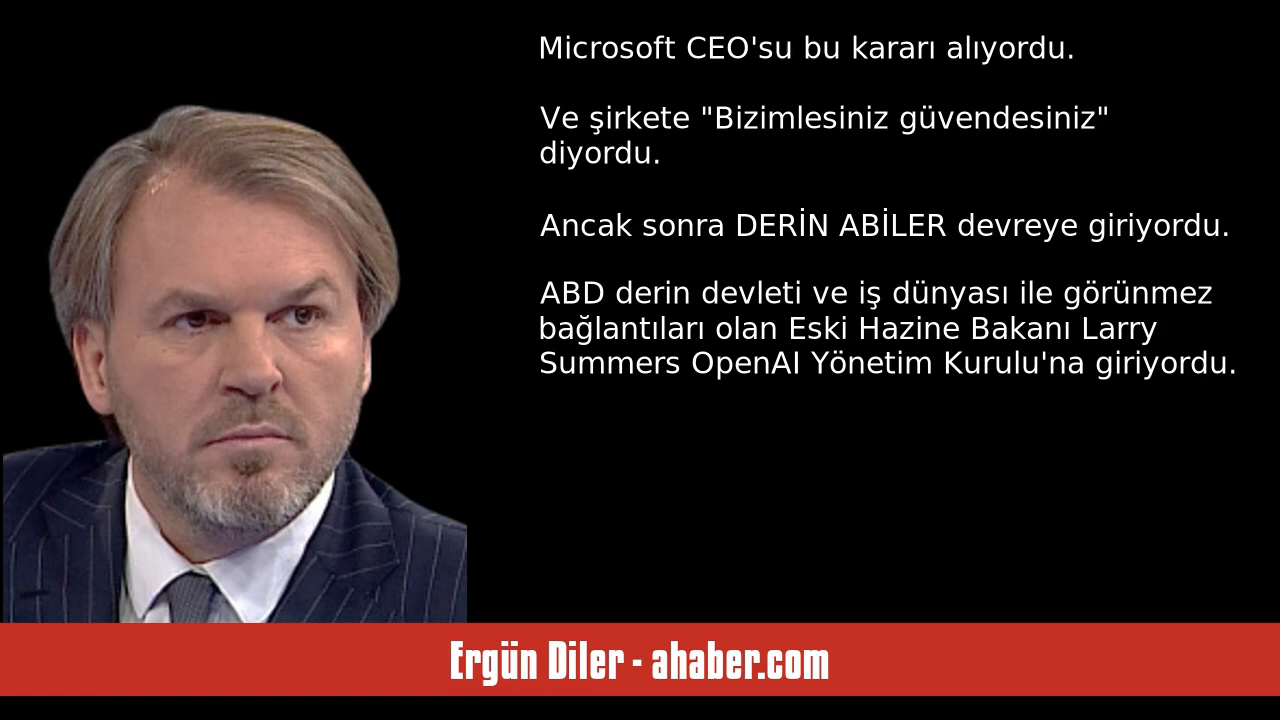 Microsoft CEO'su bu kararı alıyordu.
Ve şirkete "Bizimlesiniz güvendesiniz"
diyordu.
Ancak sonra DERİN ABİLER devreye giriyordu.
ABD derin devleti ve iş dünyası ile görünmez
bağlantıları olan Eski Hazine Bakanı Larry
Summers OpenAI Yönetim Kurulu'na giriyordu.
Ergün Diler - ahaber.com